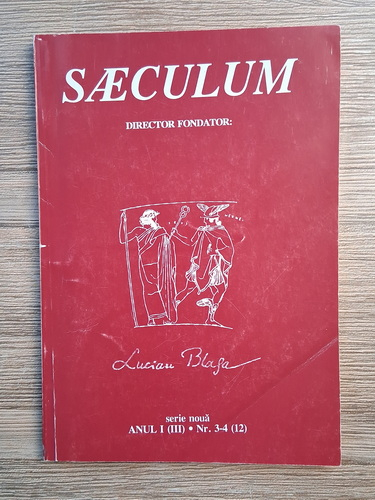 SÆCULUM
DIRECTOR FONDATOR:
Lucian Blaga
serie nouă
ANUL I (III) • Nr. 3-4 (12)